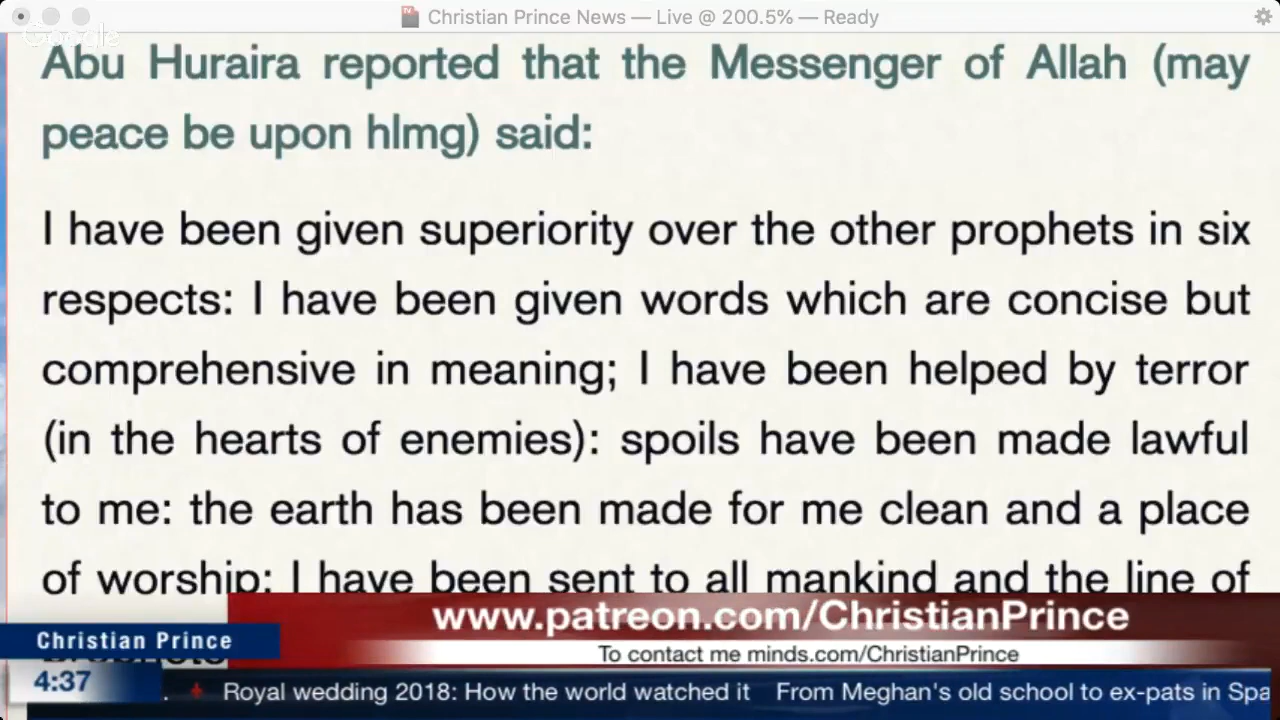 Christian Prince News — Live @ 200.5% — Ready
Google
Abu Huraira reported that the Messenger of Allah (may
peace be upon hlmg) said:
I have been given superiority over the other prophets in six
respects: I have been given words which are concise but
comprehensive in meaning; I have been helped by terror
(in the hearts of enemies): spoils have been made lawful
to me: the earth has been made for me clean and a place
of worship; I have been sent to all mankind and the line of
www.patreon.com/ChristianPrince
Christian Prince
To contact me minds.com/ChristianPrince
4:37
. Royal wedding 2018: How the world watched it From Meghan's old school to ex-pats in Spa